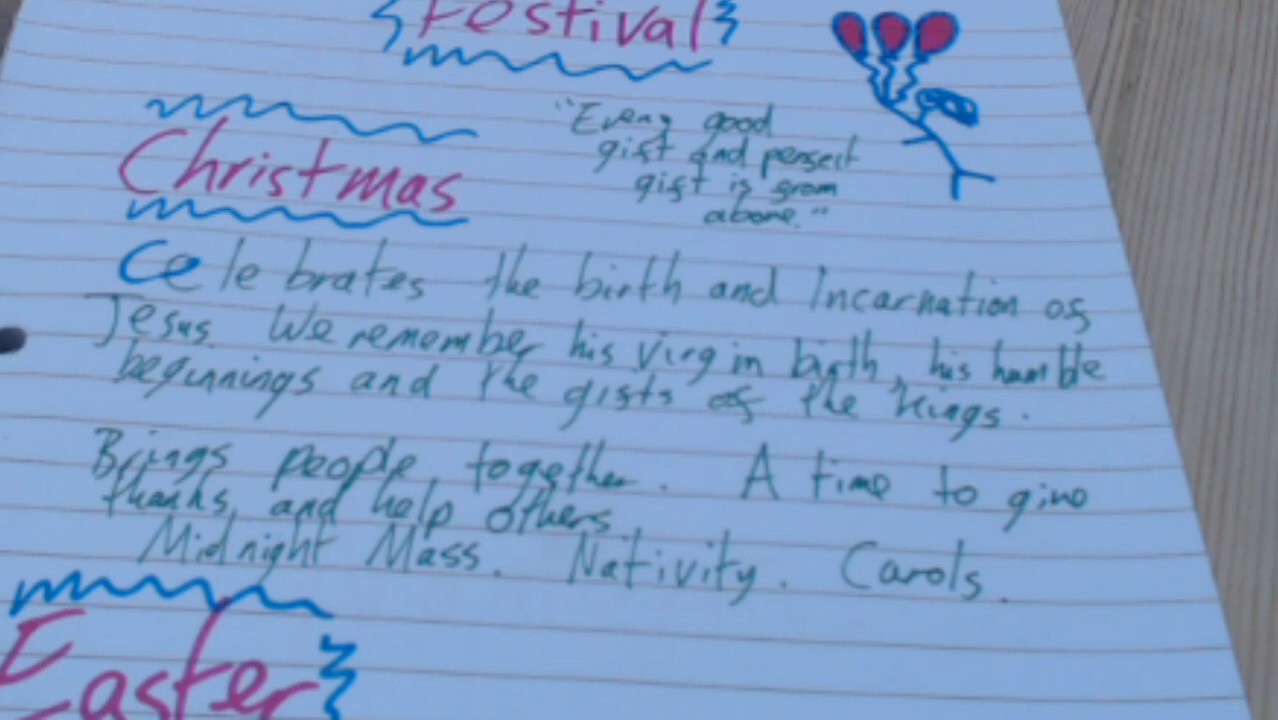 Festival
Christmas
"Every good
gift and perfect
gift is from
above."
Celebrates the birth and Incarnation of
Jesus. We remember his virgin birth, his humble
beginnings and the gifts of the kings.
Brings people together. A time to give
thanks and help others.
Midnight Mass. Nativity. Carols.
Easter